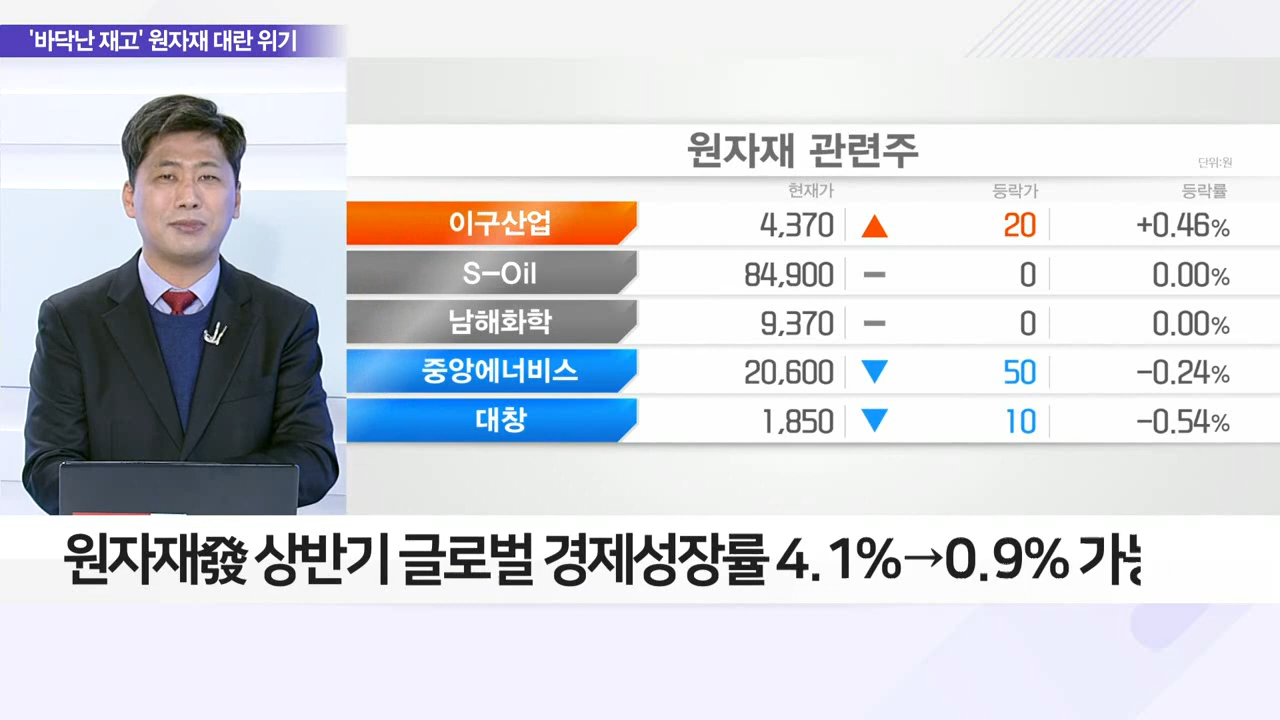 '바닥난 재고' 원자재 대란 위기
원자재 관련주
단위:원
현재가 등락가 등락률
이구산업 4,370 ▲ 20 +0.46%
S-Oil 84,900 - 0 0.00%
남해화학 9,370 - 0 0.00%
중앙에너비스 20,600 ▼ 50 -0.24%
대창 1,850 ▼ 10 -0.54%
원자재發 상반기 글로벌 경제성장률 4.1%→0.9%